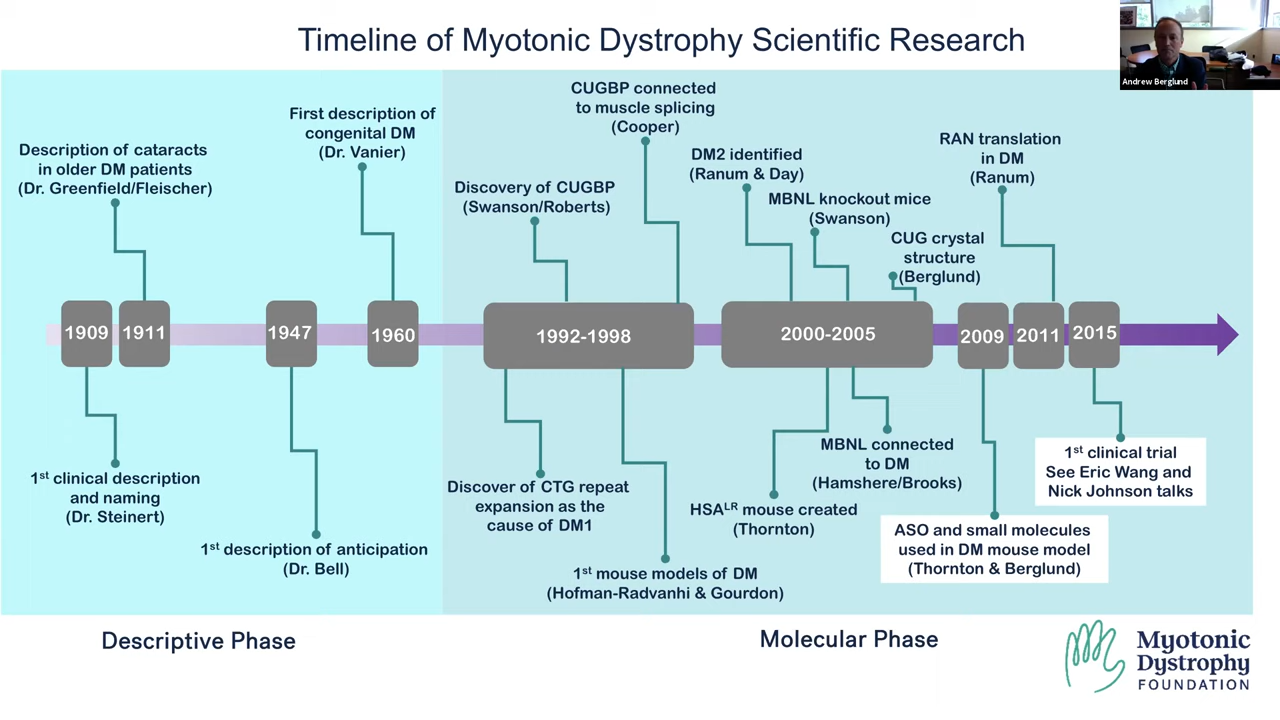 Timeline of Myotonic Dystrophy Scientific Research
Andrew Berglund
Description of cataracts
in older DM patients
(Dr. Greenfield/Fleischer)
First description of
congenital DM
(Dr. Vanier)
Discovery of CUGBP
(Swanson/Roberts)
CUGBP connected
to muscle splicing
(Cooper)
DM2 identified
(Ranum & Day)
MBNL knockout mice
(Swanson)
CUG crystal
structure
(Berglund)
RAN translation
in DM
(Ranum)
1909
1911
1947
1960
1992-1998
2000-2005
2009
2011
2015
1st clinical description
and naming
(Dr. Steinert)
1st description of anticipation
(Dr. Bell)
Discover of CTG repeat
expansion as the
cause of DM1
1st mouse models of DM
(Hofman-Radvanhi & Gourdon)
HSALR mouse created
(Thornton)
MBNL connected
to DM
(Hamshere/Brooks)
ASO and small molecules
used in DM mouse model
(Thornton & Berglund)
1st clinical trial
See Eric Wang and
Nick Johnson talks
Descriptive Phase
Molecular Phase
Myotonic
Dystrophy
FOUNDATION